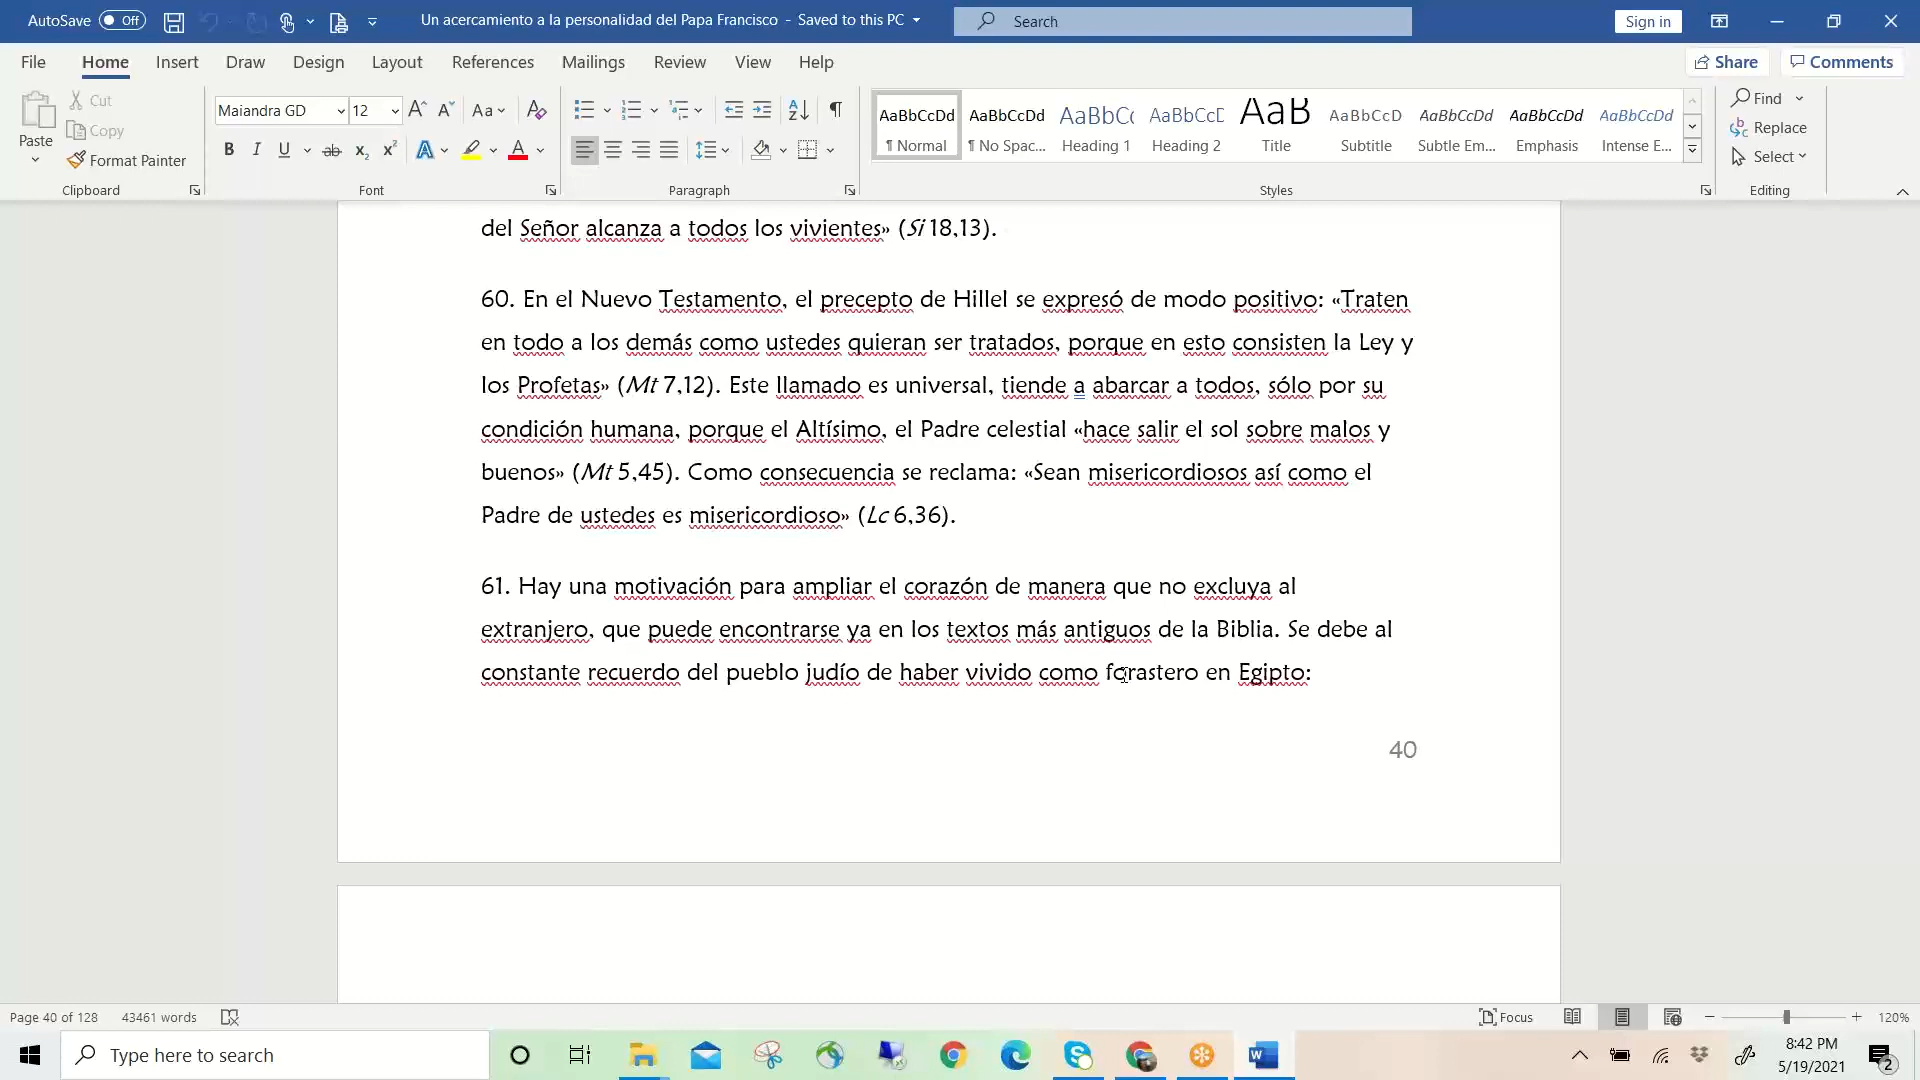 AutoSave Off Un acercamiento a la personalidad del Papa Francisco - Saved to this PC Search Sign in
File Home Insert Draw Design Layout References Mailings Review View Help Share Comments
Paste Cut Copy Format Painter Clipboard
Maiandra GD 12 Aa B I U ab x₂ x² A A Font
Paragraph
AaBbCcDd ¶ Normal AaBbCcDd ¶ No Spac... AaBbCc Heading 1 AaBbCcD Heading 2 AaB Title AaBbCcD Subtitle AaBbCcDd Subtle Em... AaBbCcDd Emphasis AaBbCcDd Intense E... Styles
Find Replace Select Editing
del Señor alcanza a todos los vivientes» (Si 18,13).
60. En el Nuevo Testamento, el precepto de Hillel se expresó de modo positivo: «Traten
en todo a los demás como ustedes quieran ser tratados, porque en esto consisten la Ley y
los Profetas» (Mt 7,12). Este llamado es universal, tiende a abarcar a todos, sólo por su
condición humana, porque el Altísimo, el Padre celestial «hace salir el sol sobre malos y
buenos» (Mt 5,45). Como consecuencia se reclama: «Sean misericordiosos así como el
Padre de ustedes es misericordioso» (Lc 6,36).
61. Hay una motivación para ampliar el corazón de manera que no excluya al
extranjero, que puede encontrarse ya en los textos más antiguos de la Biblia. Se debe al
constante recuerdo del pueblo judío de haber vivido como forastero en Egipto:
40
Page 40 of 128 43461 words Focus 120%
Type here to search 8:42 PM
5/19/2021 2